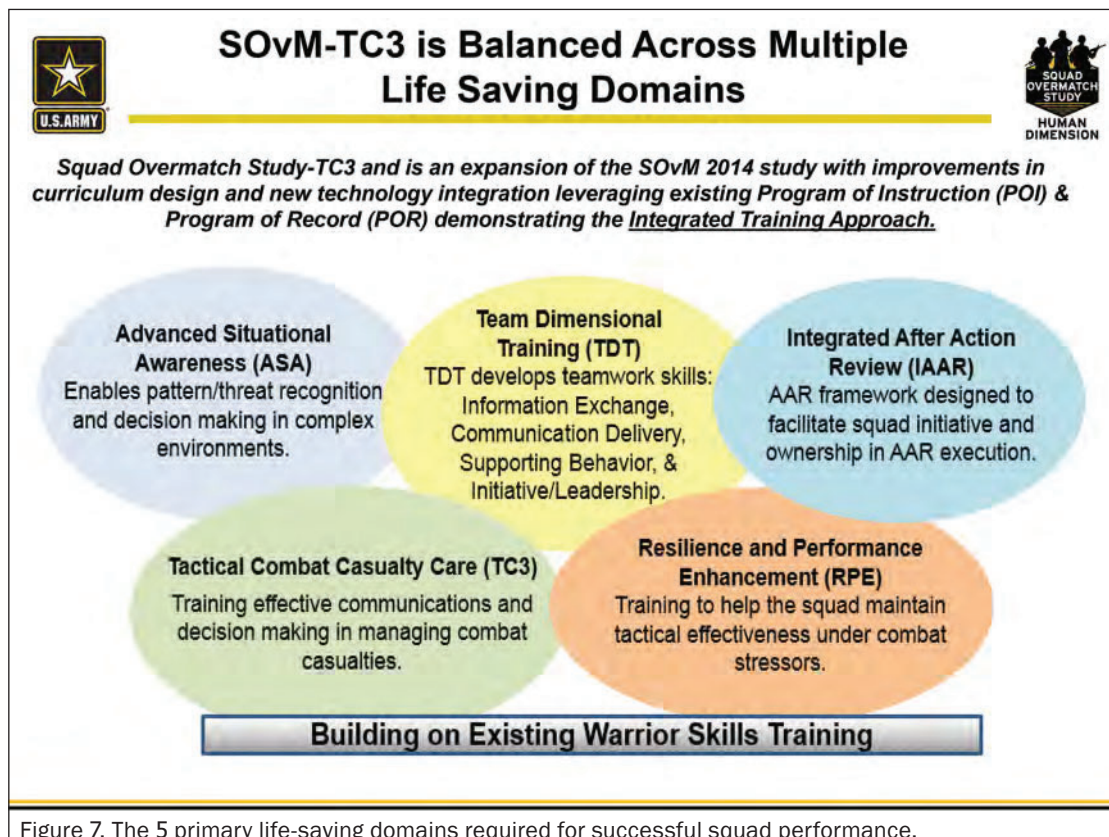 SOvM-TC3 is Balanced Across Multiple
Life Saving Domains
U.S.ARMY
SQUAD
OVERMATCH
STUDY
HUMAN
DIMENSION
Squad Overmatch Study-TC3 and is an expansion of the SOvM 2014 study with improvements in
curriculum design and new technology integration leveraging existing Program of Instruction (POI) &
Program of Record (POR) demonstrating the Integrated Training Approach.
Advanced Situational
Awareness (ASA)
Enables pattern/threat recognition
and decision making in complex
environments.
Team Dimensional
Training (TDT)
TDT develops teamwork skills:
Information Exchange,
Communication Delivery,
Supporting Behavior, &
Initiative/Leadership.
Integrated After Action
Review (IAAR)
AAR framework designed to
facilitate squad initiative and
ownership in AAR execution.
Tactical Combat Casualty Care (TC3)
Training effective communications and
decision making in managing combat
casualties.
Resilience and Performance
Enhancement (RPE)
Training to help the squad maintain
tactical effectiveness under combat
stressors.
Building on Existing Warrior Skills Training
Figure 7. The 5 primary life-saving domains required for successful squad performance.